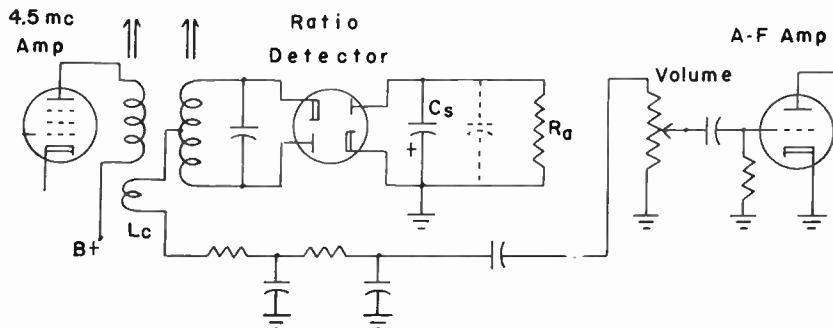 4.5 mc
Amp
Ratio
Detector
A-F Amp
Volume
Cs
+
Ra
Lc
B+